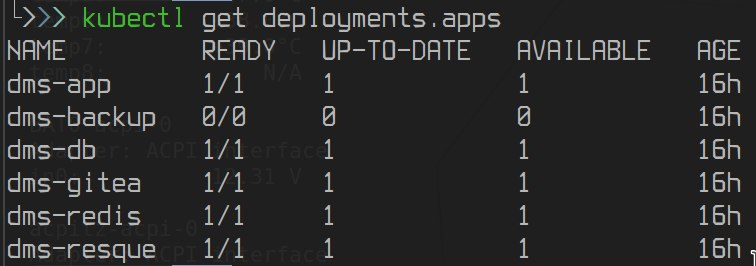 └>>> kubectl get deployments.apps
NAME READY UP-TO-DATE AVAILABLE AGE
dms-app 1/1 1 1 16h
dms-backup 0/0 0 0 16h
dms-db 1/1 1 1 16h
dms-gitea 1/1 1 1 16h
dms-redis 1/1 1 1 16h
dms-resque 1/1 1 1 16h